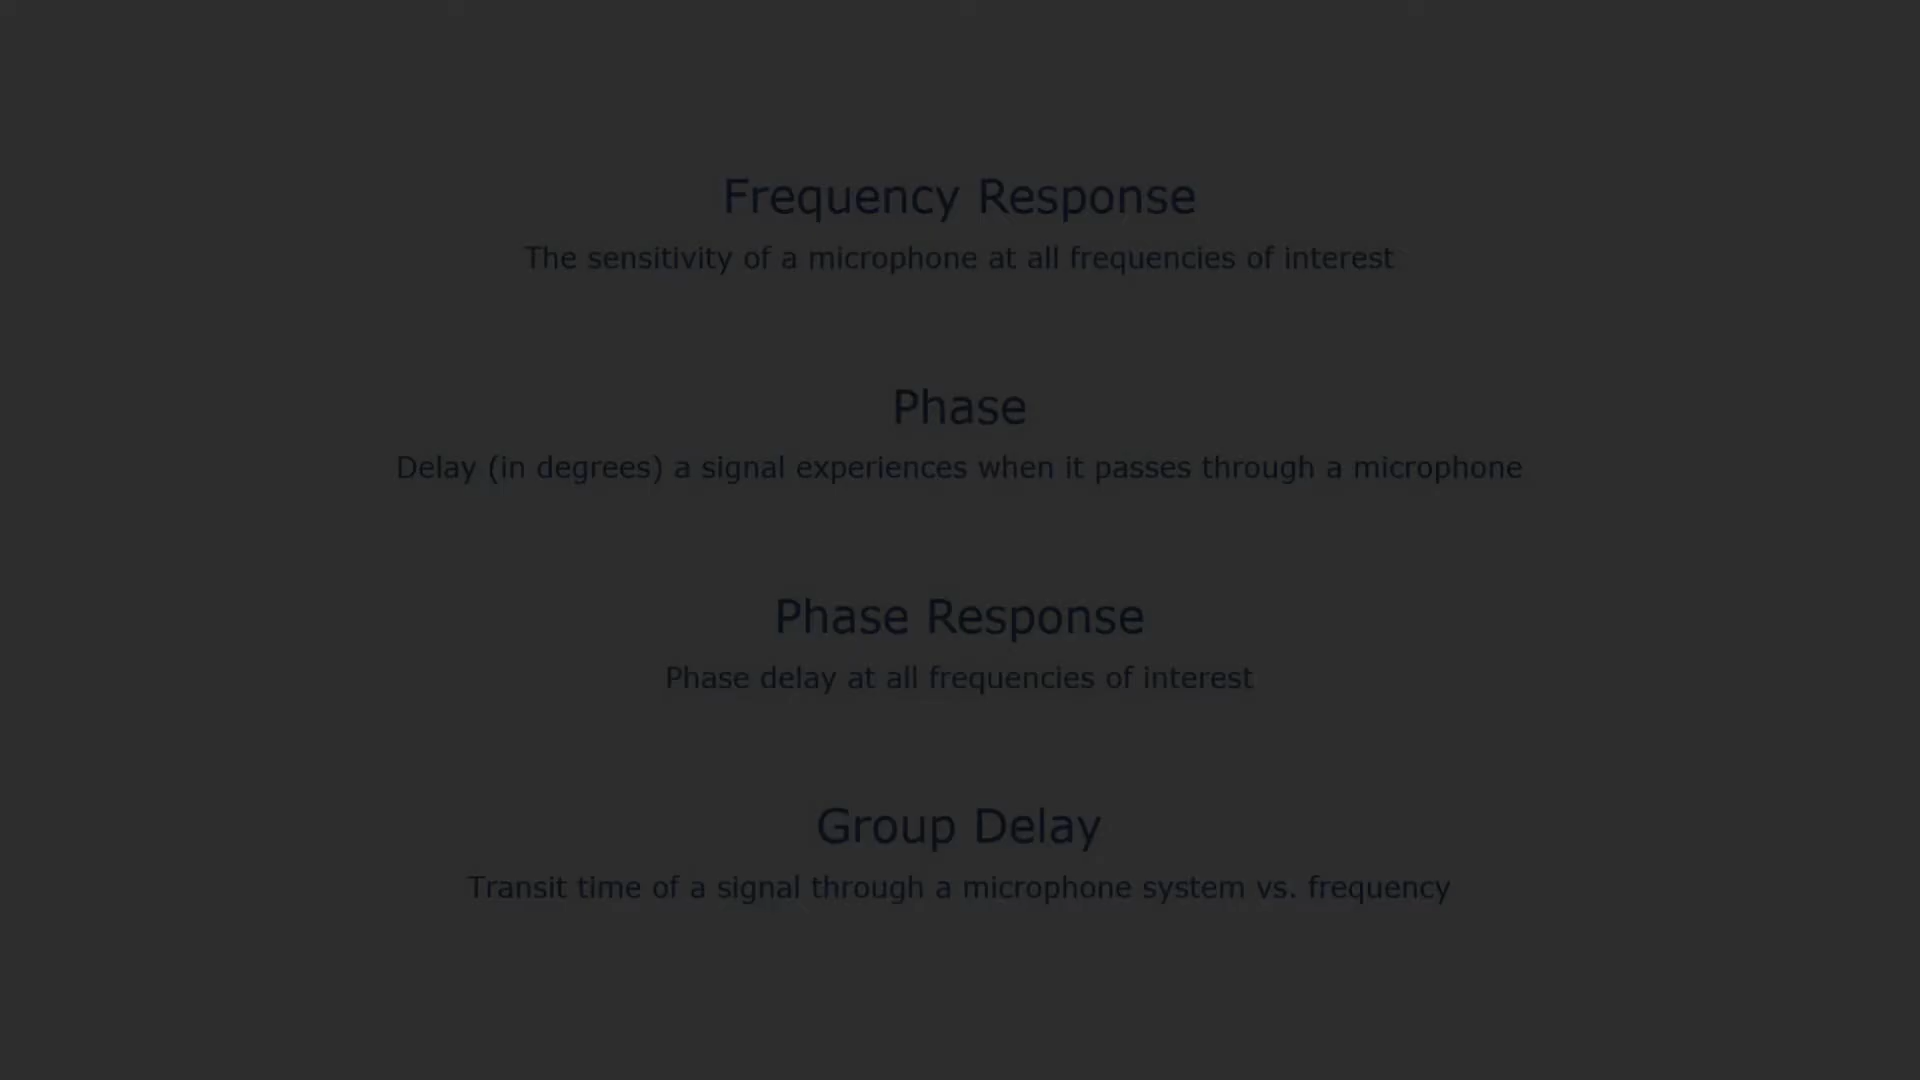 Frequency Response
The sensitivity of a microphone at all frequencies of interest
Phase
Delay (in degrees) a signal experiences when it passes through a microphone
Phase Response
Phase delay at all frequencies of interest
Group Delay
Transit time of a signal through a microphone system vs. frequency